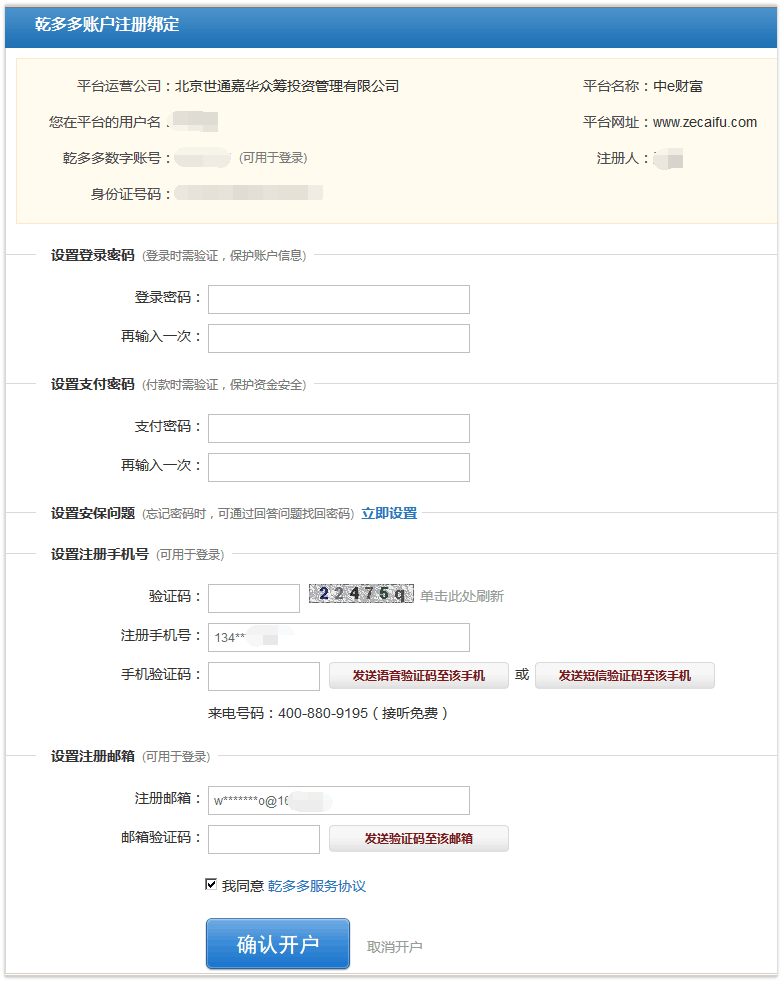 乾多多账户注册绑定
平台运营公司：北京世通嘉华众筹投资管理有限公司 平台名称：中e财富
您在平台的用户名 平台网址：www.zecaifu.com
乾多多数字账号： (可用于登录) 注册人：
身份证号码：
设置登录密码 (登录时需验证，保护账户信息)
登录密码：
再输入一次：
设置支付密码 (付款时需验证，保护资金安全)
支付密码：
再输入一次：
设置安保问题 (忘记密码时，可通过回答问题找回密码) 立即设置
设置注册手机号 (可用于登录)
验证码： 22475q 单击此处刷新
注册手机号： 134**
手机验证码： 发送语音验证码至该手机 或 发送短信验证码至该手机
来电号码：400-880-9195（接听免费）
设置注册邮箱 (可用于登录)
注册邮箱： w*******o@16
邮箱验证码： 发送验证码至该邮箱
我同意 乾多多服务协议
确认开户 取消开户